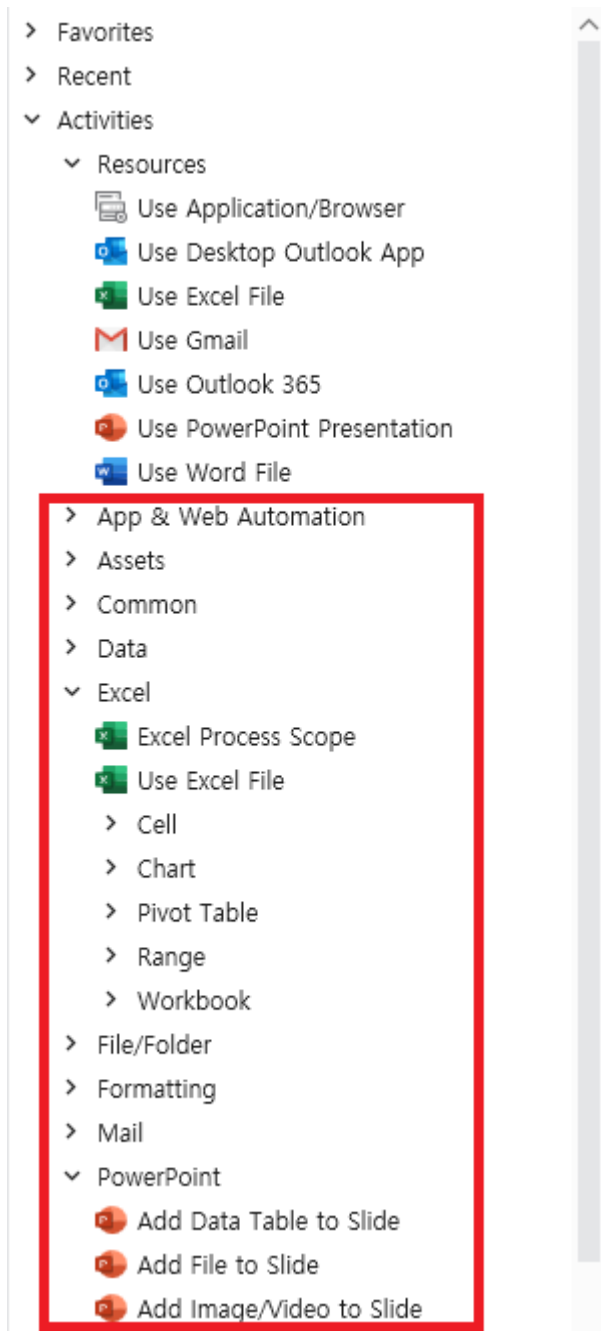 Favorites
Recent
Activities
Resources
Use Application/Browser
Use Desktop Outlook App
Use Excel File
Use Gmail
Use Outlook 365
Use PowerPoint Presentation
Use Word File
App & Web Automation
Assets
Common
Data
Excel
Excel Process Scope
Use Excel File
Cell
Chart
Pivot Table
Range
Workbook
File/Folder
Formatting
Mail
PowerPoint
Add Data Table to Slide
Add File to Slide
Add Image/Video to Slide